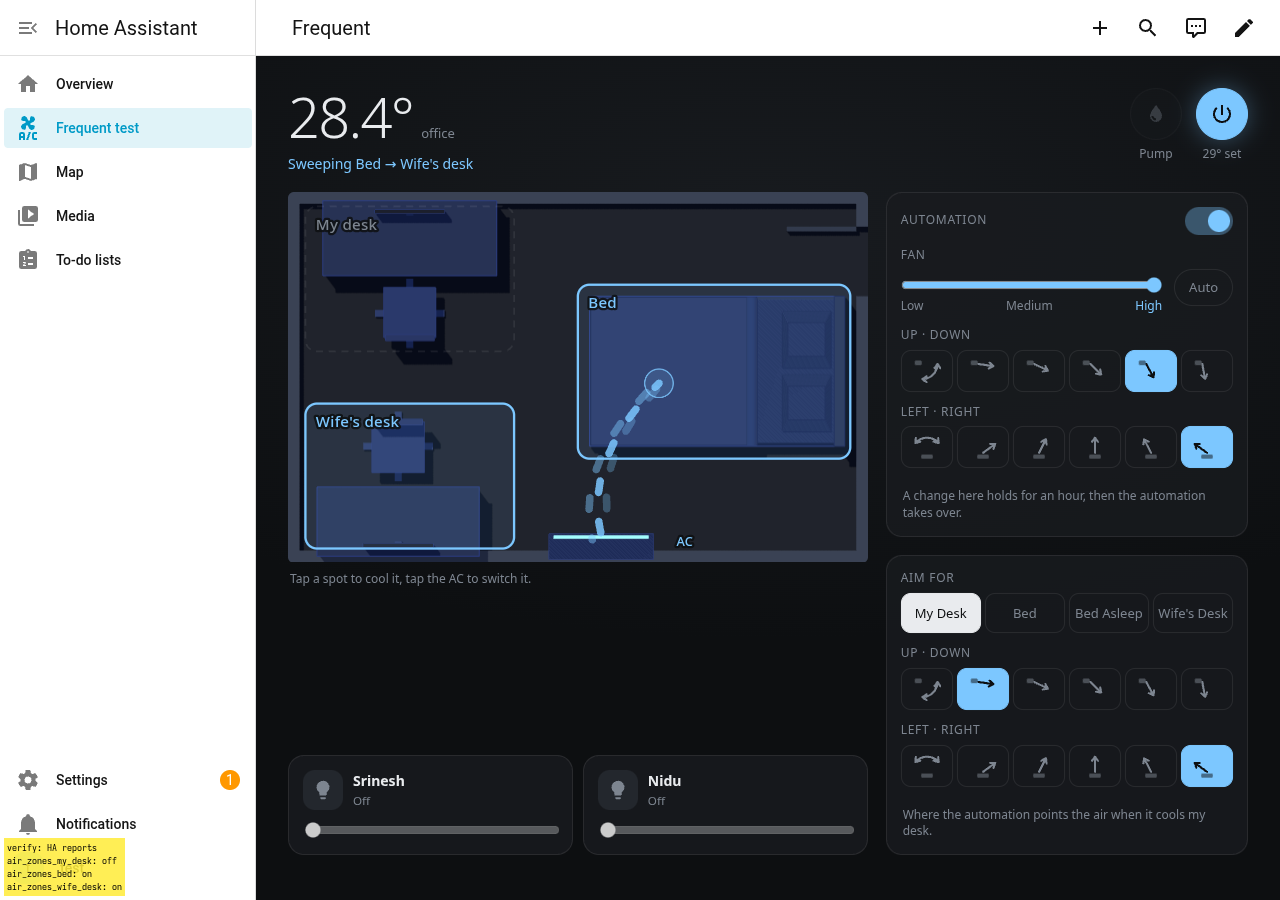 Home Assistant
Frequent
Overview
A/C
Frequent test
Map
Media
To-do lists
Settings
1
Notifications
verify: HA reports
air_zones_my_desk: off
air_zones_bed: on
air_zones_wife_desk: on
28.4° office
Sweeping Bed → Wife's desk
Pump
29° set
My desk
Bed
Wife's desk
AC
Tap a spot to cool it, tap the AC to switch it.
Srinesh
Off
Nidu
Off
AUTOMATION
FAN
Auto
Low Medium High
UP · DOWN
LEFT · RIGHT
A change here holds for an hour, then the automation
takes over.
AIM FOR
My Desk Bed Bed Asleep Wife's Desk
UP · DOWN
LEFT · RIGHT
Where the automation points the air when it cools my
desk.